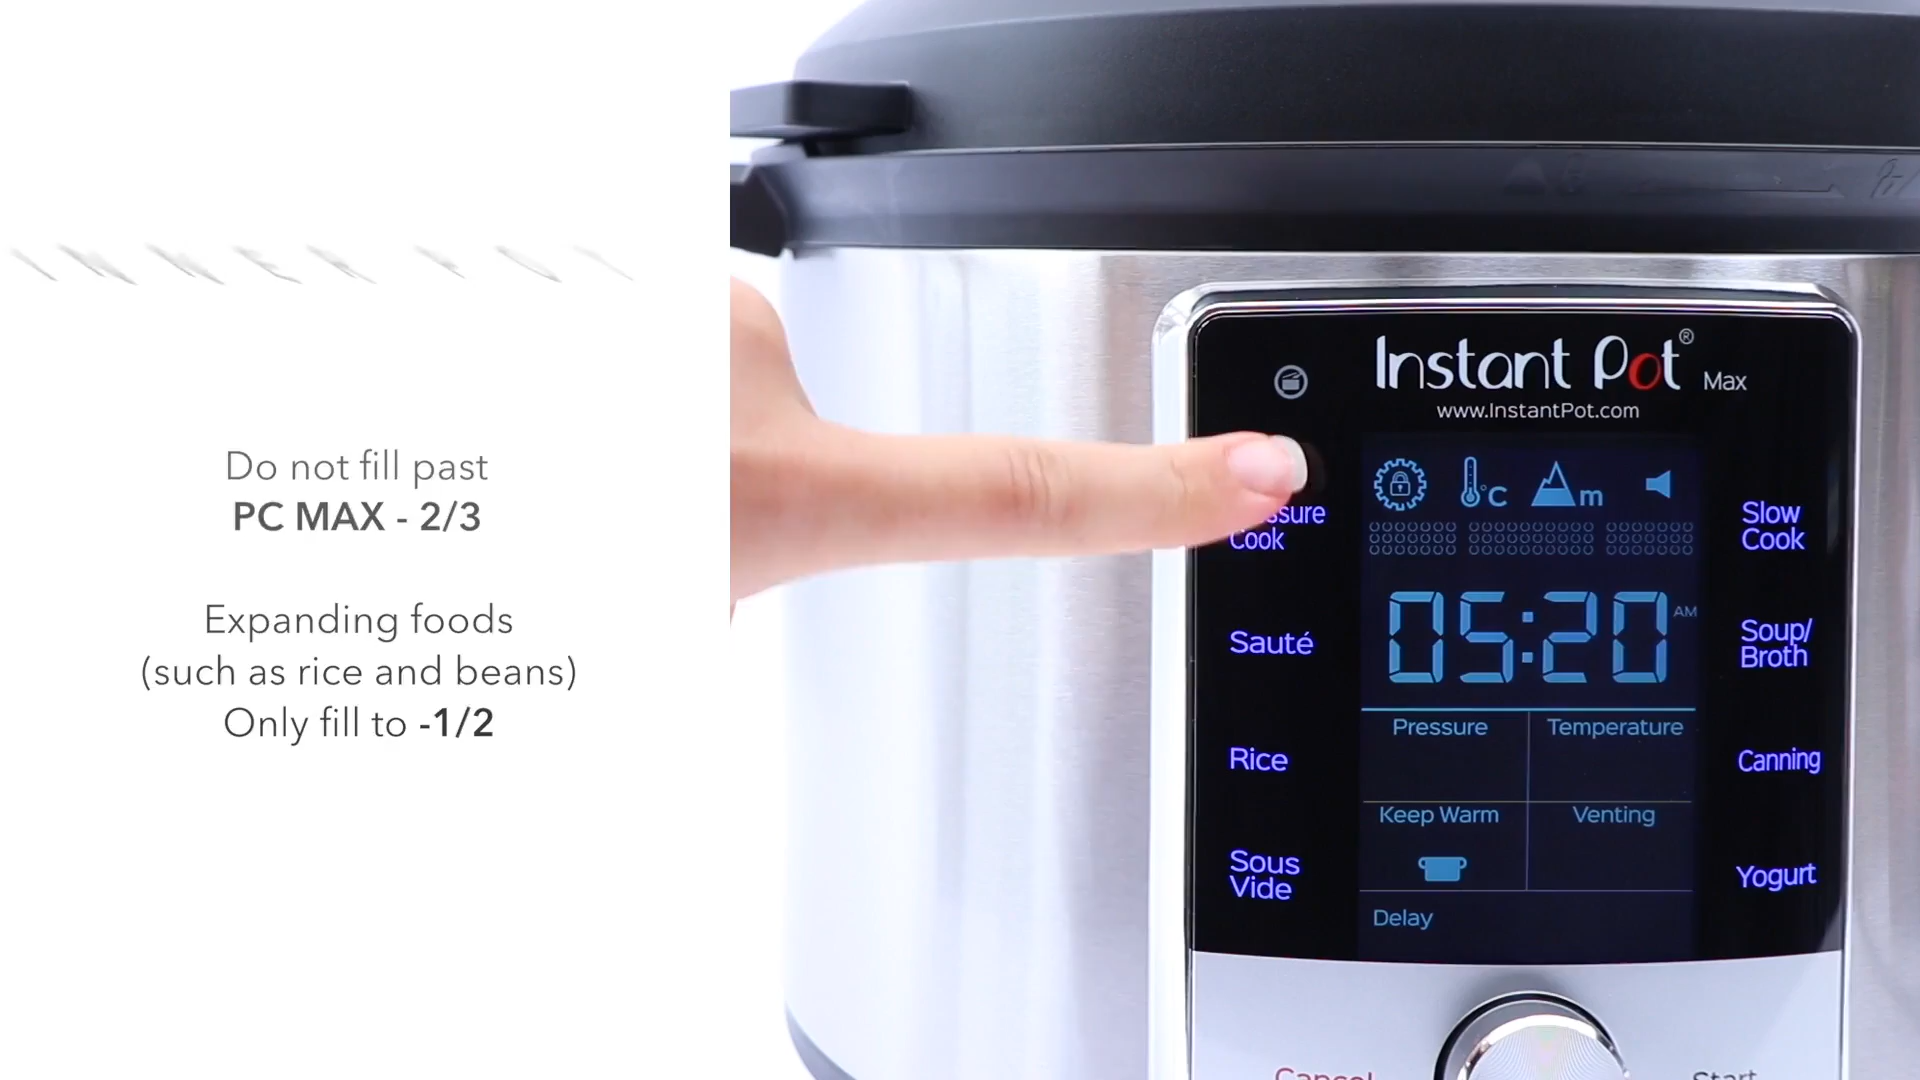 Do not fill past
PC MAX - 2/3
Expanding foods
(such as rice and beans)
Only fill to -1/2
Instant Pot® Max
www.InstantPot.com
°C
m
Cook
Slow
Cook
05:20 AM
Sauté
Soup/
Broth
Pressure
Temperature
Rice
Canning
Keep Warm
Venting
Sous
Vide
Yogurt
Delay
Cancel
Start